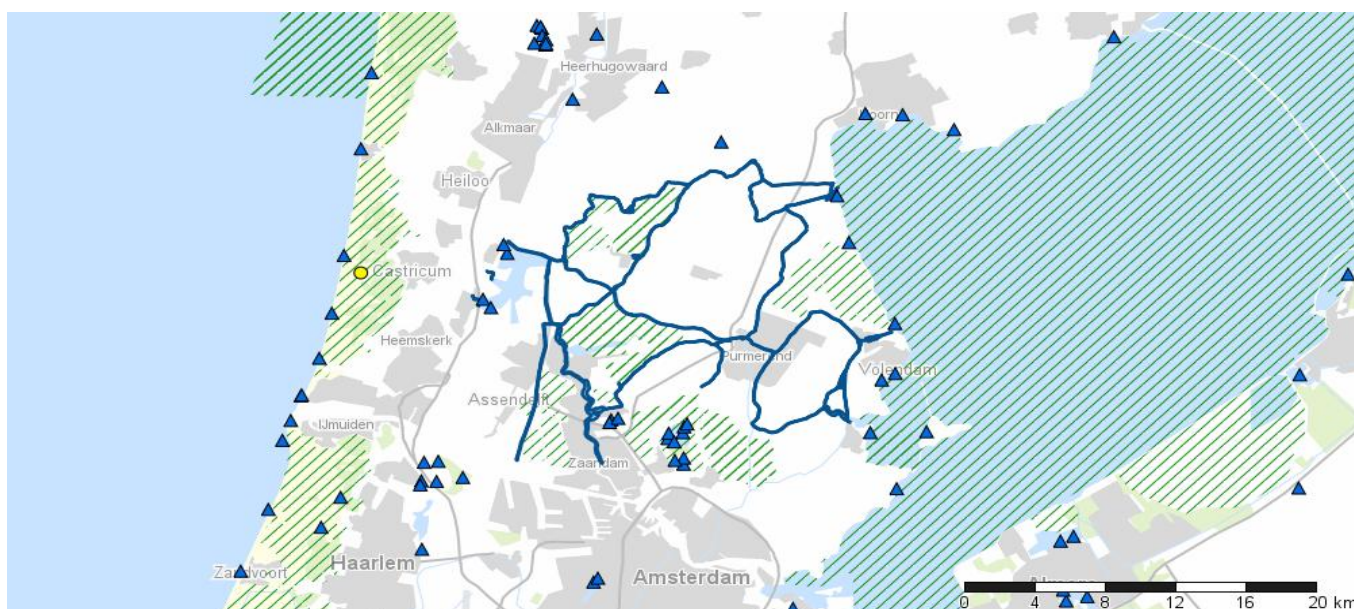 Heerhugowaard
Alkmaar
Heiloo
Castricum
Heemskerk
Purmerend
Volendam
Assendelft
IJmuiden
Zaandam
Haarlem
Zandvoort
Amsterdam
0 4 8 12 16 20 km